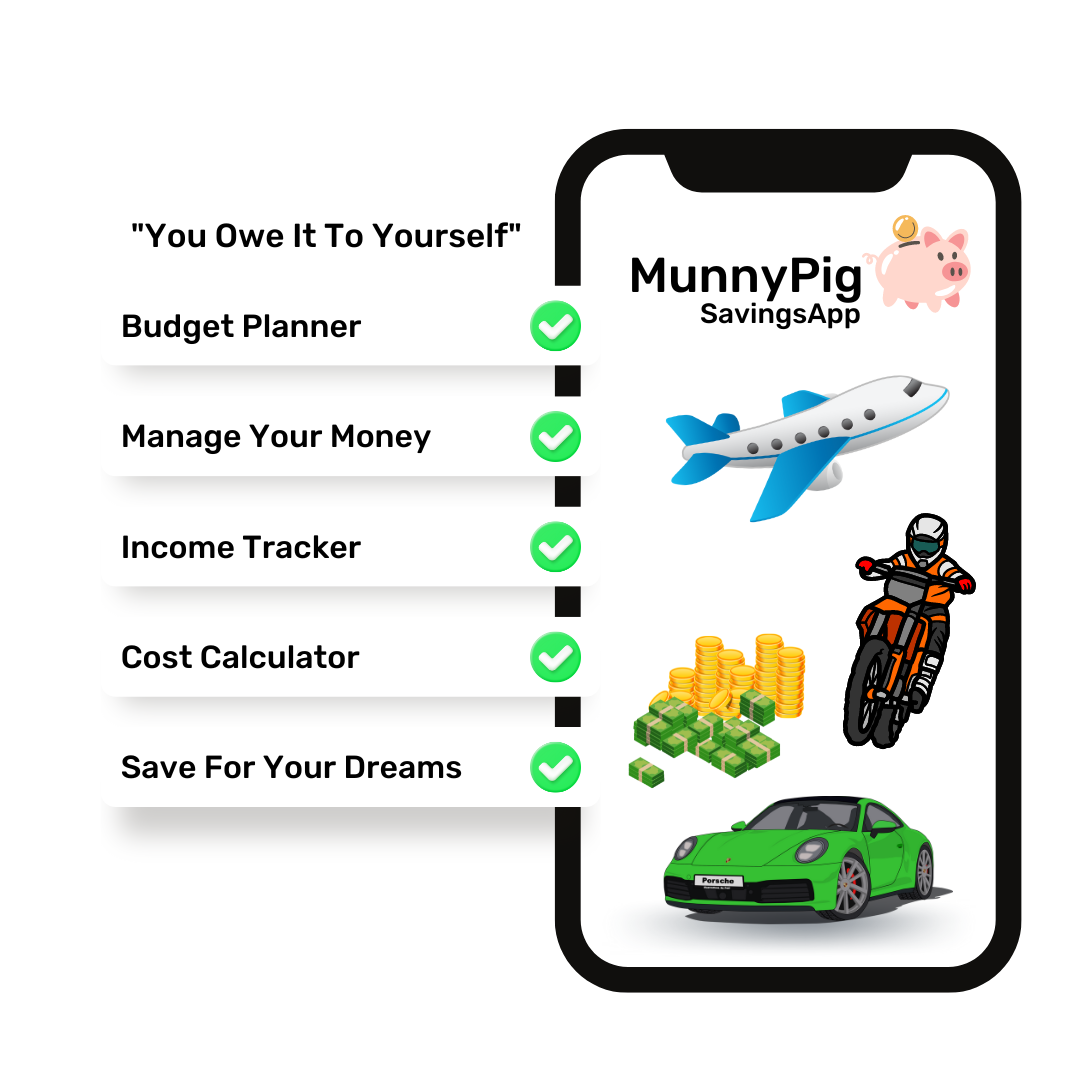 "You Owe It To Yourself"
Budget Planner
Manage Your Money
Income Tracker
Cost Calculator
Save For Your Dreams
MunnyPig
SavingsApp
Porsche